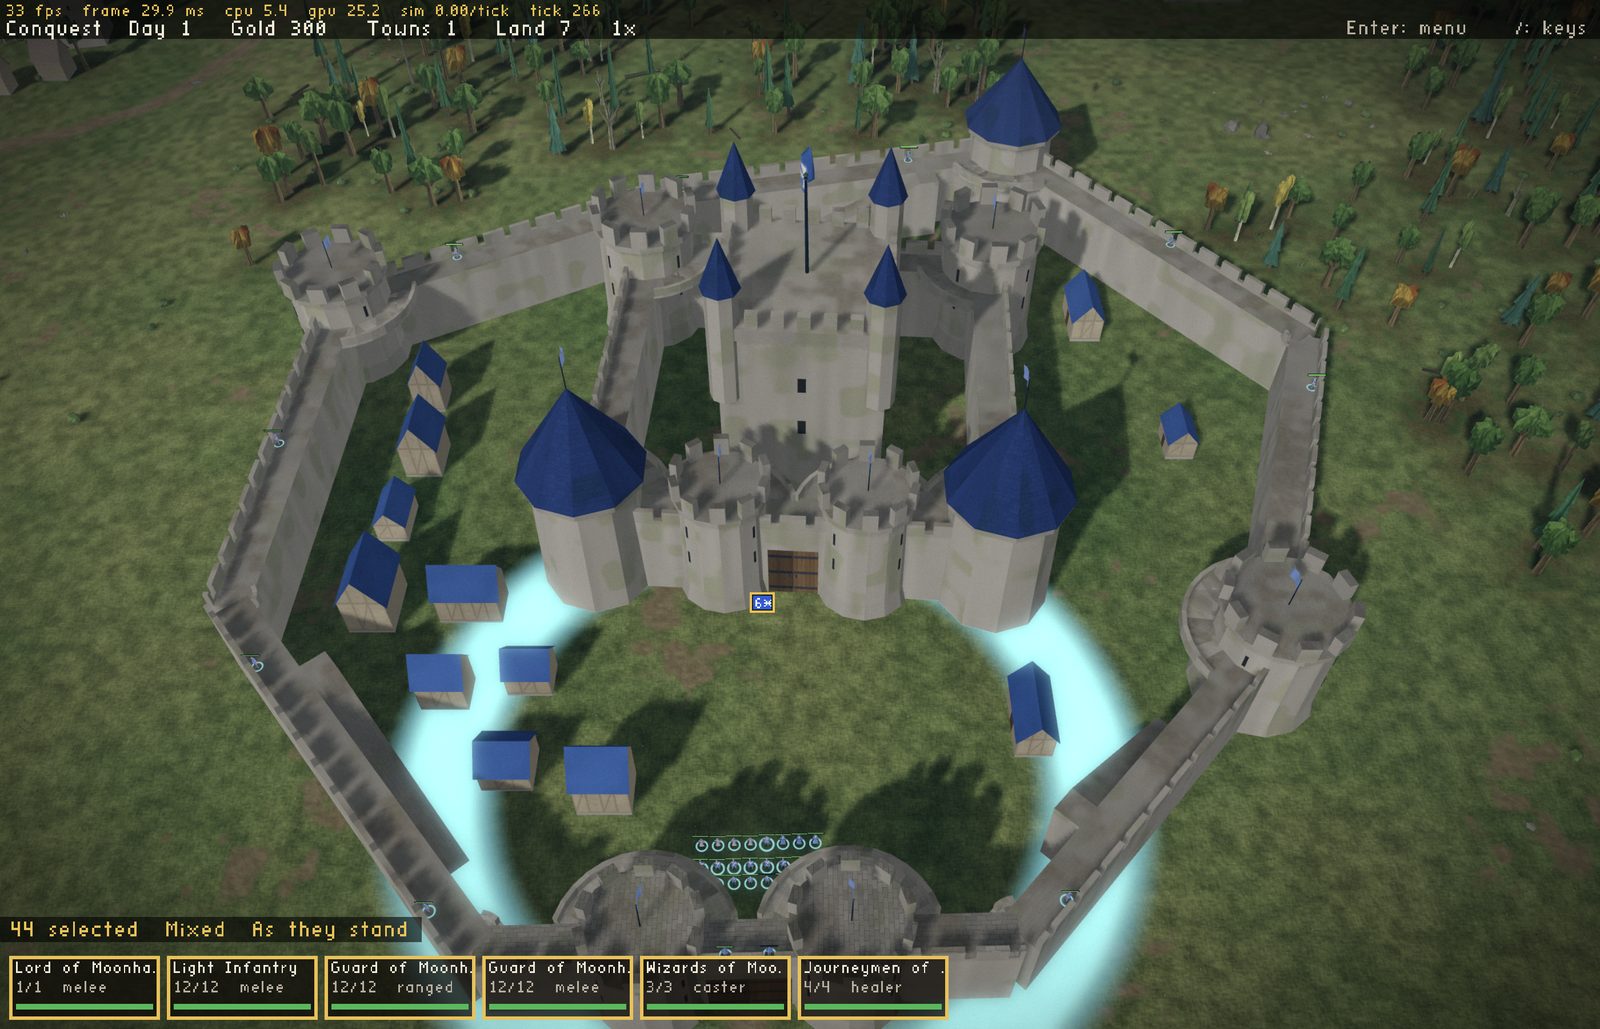 33 fps frame 29.9 ms cpu 5.4 gpu 25.2 sim 0.00/tick tick 266
Conquest Day 1 Gold 300 Towns 1 Land 7 1x Enter: menu /: keys
6x
44 selected Mixed As they stand
Lord of Moonha. Light Infantry Guard of Moonh. Guard of Moonh. Wizards of Moo. Journeymen of .
1/1 melee 12/12 melee 12/12 ranged 12/12 melee 3/3 caster 4/4 healer